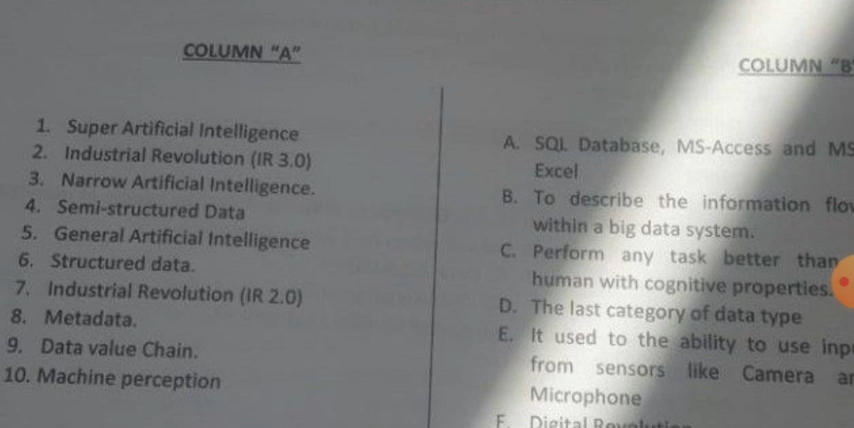 COLUMN "A"
1. Super Artificial Intelligence
2. Industrial Revolution (IR 3.0)
3. Narrow Artificial Intelligence.
4. Semi-structured Data
5. General Artificial Intelligence
6. Structured data.
7. Industrial Revolution (IR 2.0)
8. Metadata.
9. Data value Chain.
10. Machine perception
COLUMN "B"
A. SQL Database, MS-Access and MS
Excel
B. To describe the information flow
within a big data system.
C. Perform any task better than
human with cognitive properties.
D. The last category of data type
E. It used to the ability to use
from sensors like Camera
Microphone
F. Digital Revolution